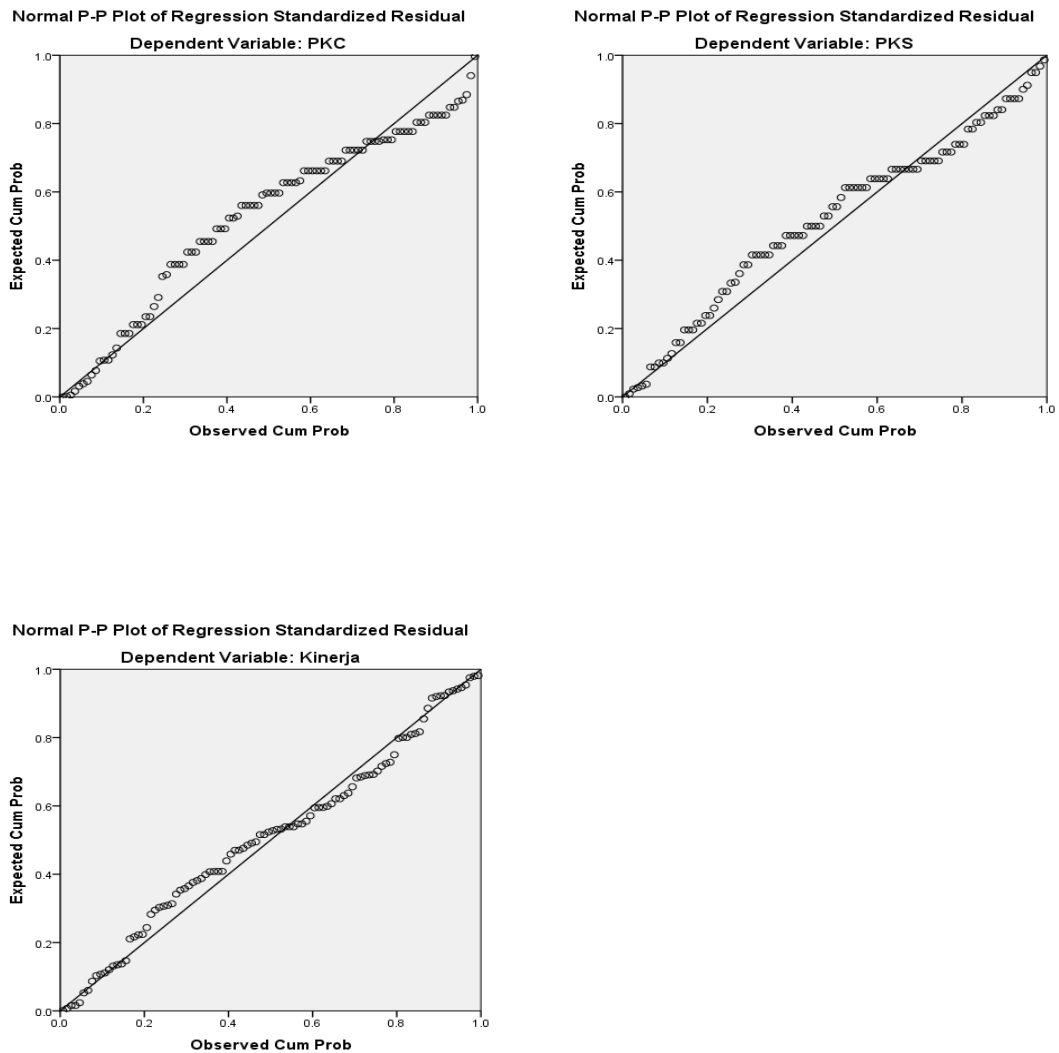 Normal P-P Plot of Regression Standardized Residual
Dependent Variable: PKC
1.0
0.8
0.6
0.4
0.2
0.0
Expected Cum Prob
0.0 0.2 0.4 0.6 0.8 1.0
Observed Cum Prob
Normal P-P Plot of Regression Standardized Residual
Dependent Variable: PKS
1.0
0.8
0.6
0.4
0.2
0.0
Expected Cum Prob
0.0 0.2 0.4 0.6 0.8 1.0
Observed Cum Prob
Normal P-P Plot of Regression Standardized Residual
Dependent Variable: Kinerja
1.0
0.8
0.6
0.4
0.2
0.0
Expected Cum Prob
0.0 0.2 0.4 0.6 0.8 1.0
Observed Cum Prob